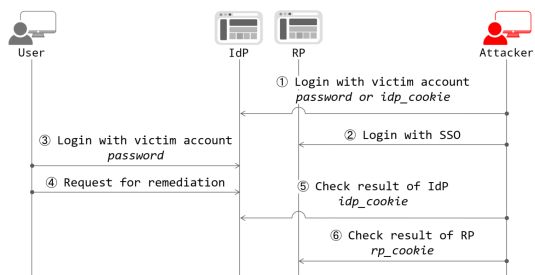 User
IdP
RP
Attacker
① Login with victim account
password or idp_cookie
② Login with SSO
③ Login with victim account
password
④ Request for remediation
⑤ Check result of IdP
idp_cookie
⑥ Check result of RP
rp_cookie